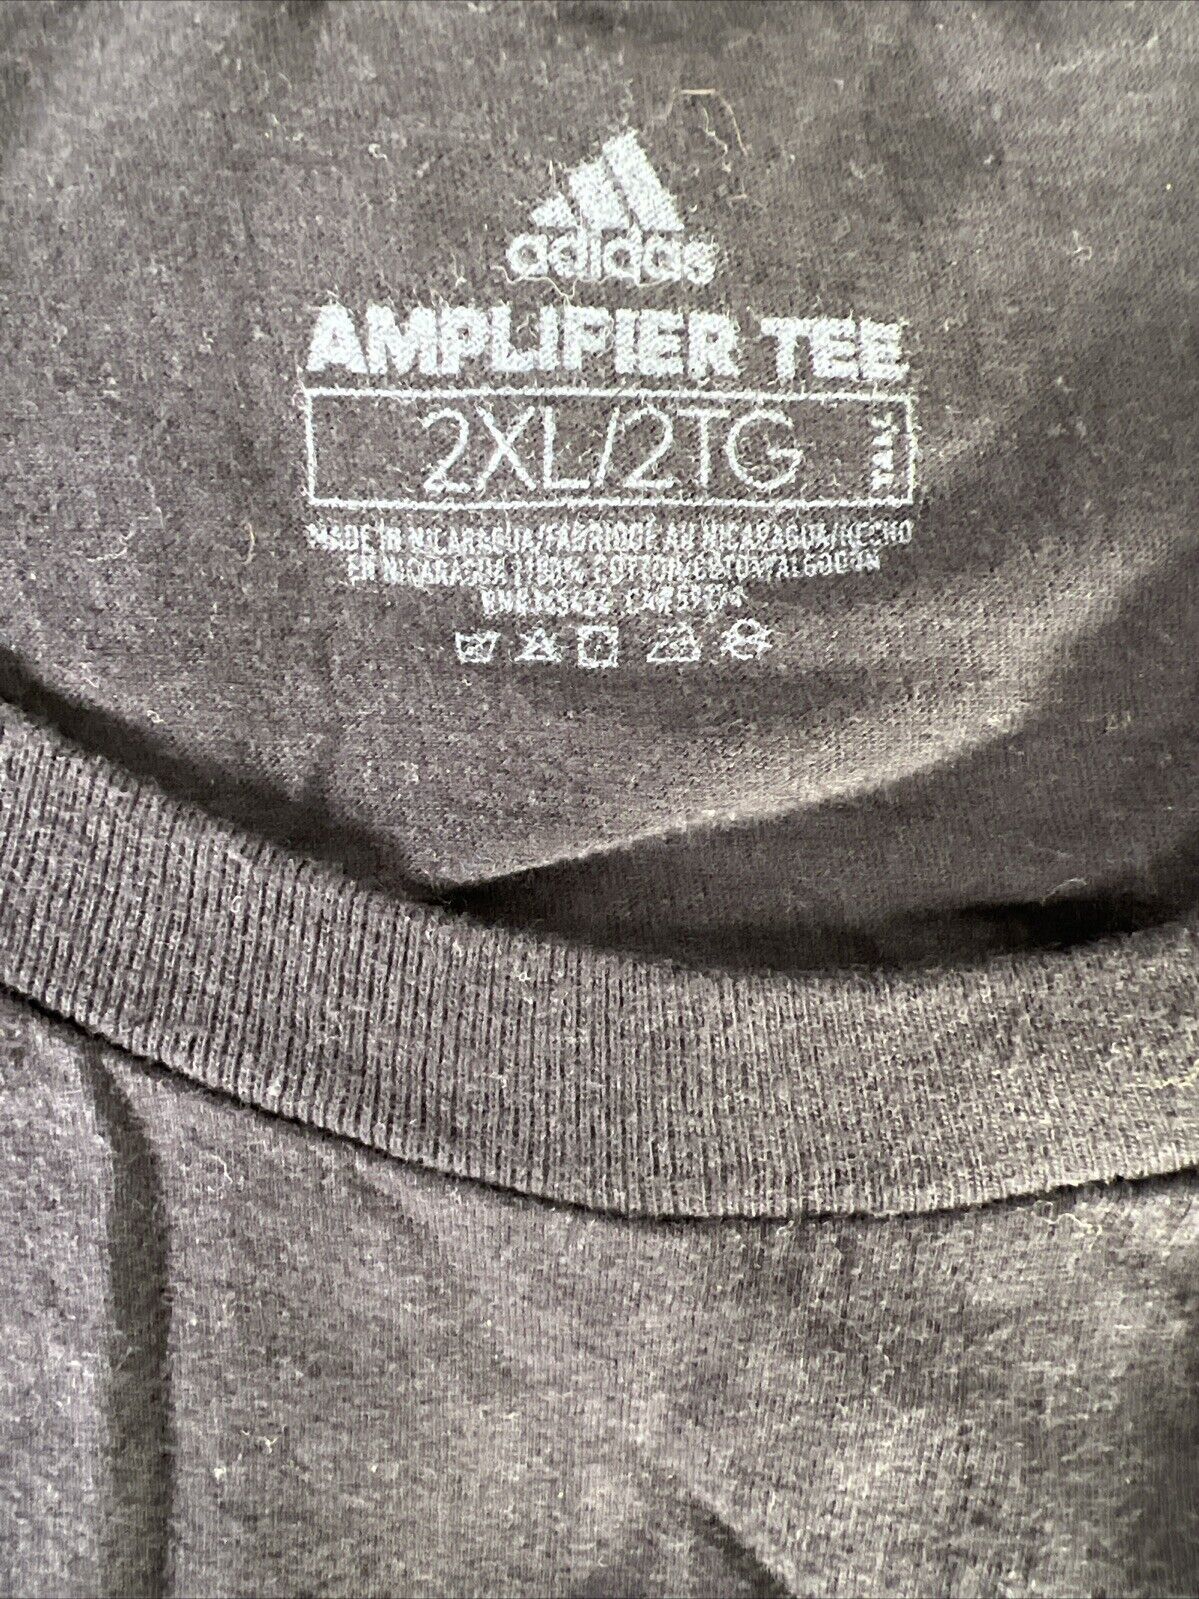 adidas
AMPLIFIER TEE
2XL/2TG
MADE IN NICARAGUA/FABRIQUÉ AU NICARAGUA/HECHO
EN NICARAGUA 100% COTTON/COTON/ALGODÓN